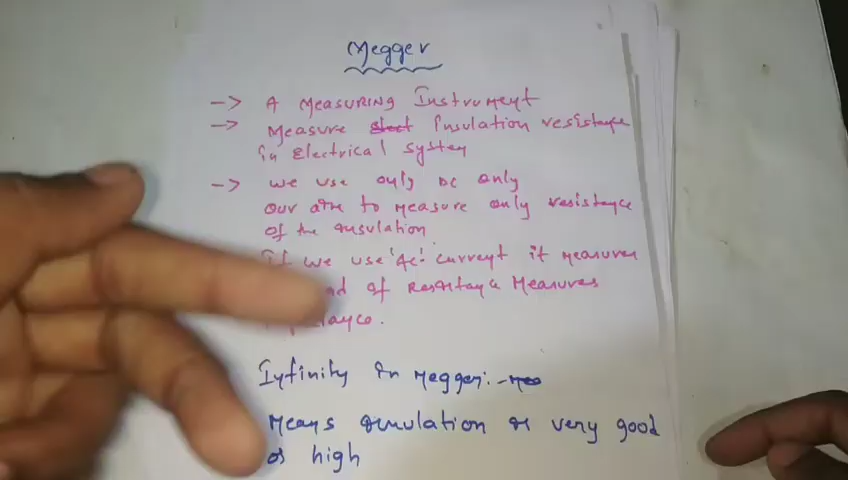 Megger
-> A Measuring Instrument
-> Measure Insulation resistance
in Electrical System
-> We use only DC only
our aim to Measure only resistance
of the insulation
If we use 'AC' current it measures
of Resistance Measures
Infinity in Megger:-
Means insulation is very good
or high